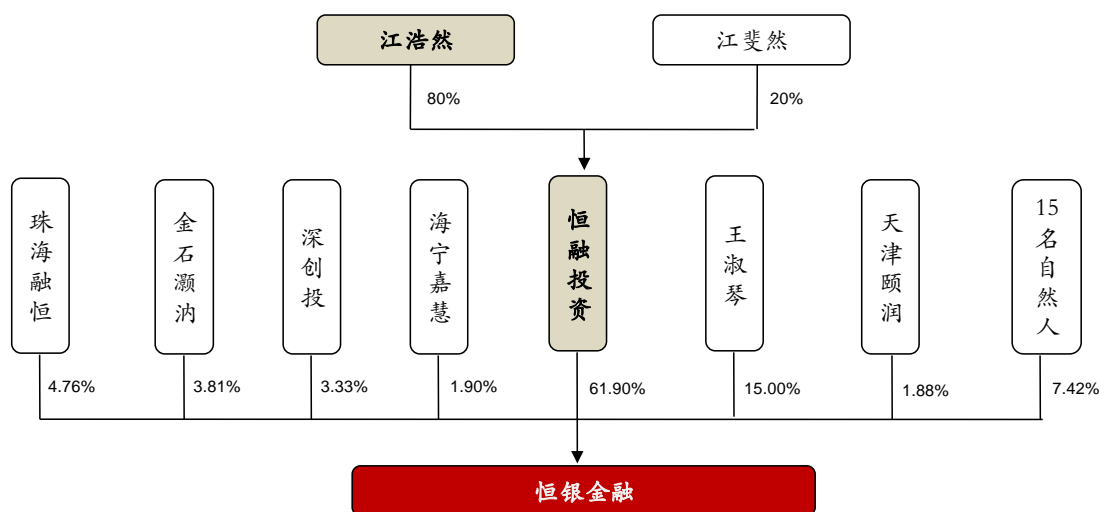 江浩然
江斐然
80%
20%
珠海融恒
金石灏汭
深创投
海宁嘉慧
恒融投资
王淑琴
天津颐润
15名自然人
4.76%
3.81%
3.33%
1.90%
61.90%
15.00%
1.88%
7.42%
恒银金融